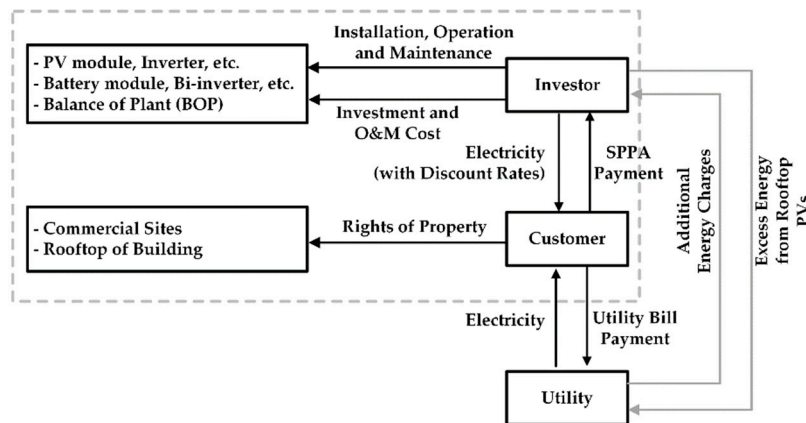 Installation, Operation
and Maintenance
- PV module, Inverter, etc.
- Battery module, Bi-inverter, etc.
- Balance of Plant (BOP)
Investor
Investment and
O&M Cost
Electricity
(with Discount Rates)
SPPA
Payment
- Commercial Sites
- Rooftop of Building
Rights of Property
Customer
Additional
Energy Charges
Excess Energy
from Rooftop
PVs
Electricity
Utility Bill
Payment
Utility